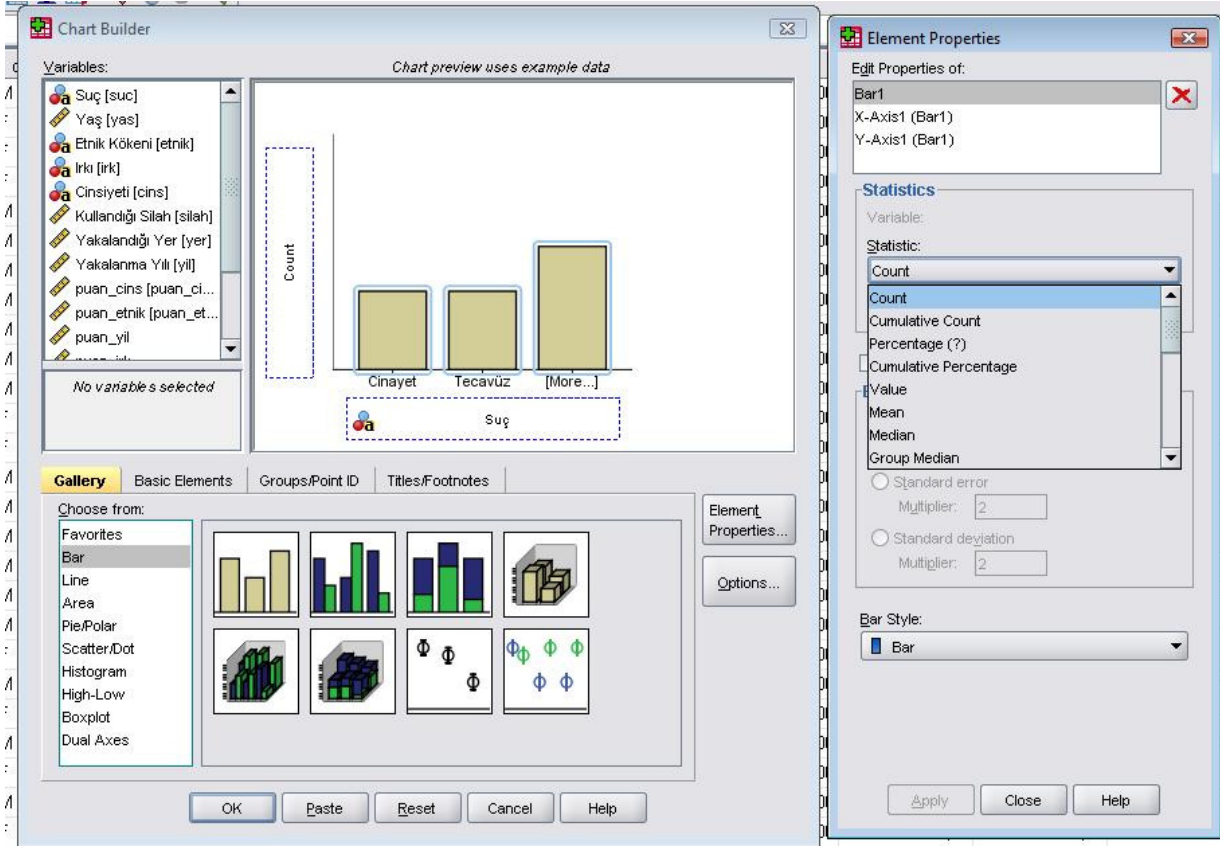 Chart Builder
Variables:
Suç [suc]
Yaş [yas]
Etnik Kökeni [etnik]
Irkı [irk]
Cinsiyeti [cins]
Kullandığı Silah [silah]
Yakalandığı Yer [yer]
Yakalanma Yılı [yil]
puan_cins [puan_ci...
puan_etnik [puan_et...
puan_yil
No variables selected
Chart preview uses example data
Count
Cinayet Tecavüz [More...]
Suç
Gallery Basic Elements Groups/Point ID Titles/Footnotes
Choose from:
Favorites
Bar
Line
Area
Pie/Polar
Scatter/Dot
Histogram
High-Low
Boxplot
Dual Axes
Element
Properties...
Options...
OK Paste Reset Cancel Help
Element Properties
Edit Properties of:
Bar1
X-Axis1 (Bar1)
Y-Axis1 (Bar1)
Statistics
Variable:
Statistic:
Count
Count
Cumulative Count
Percentage (?)
Cumulative Percentage
Value
Mean
Median
Group Median
Standard error
Multiplier: 2
Standard deviation
Multiplier: 2
Bar Style:
Bar
Apply Close Help